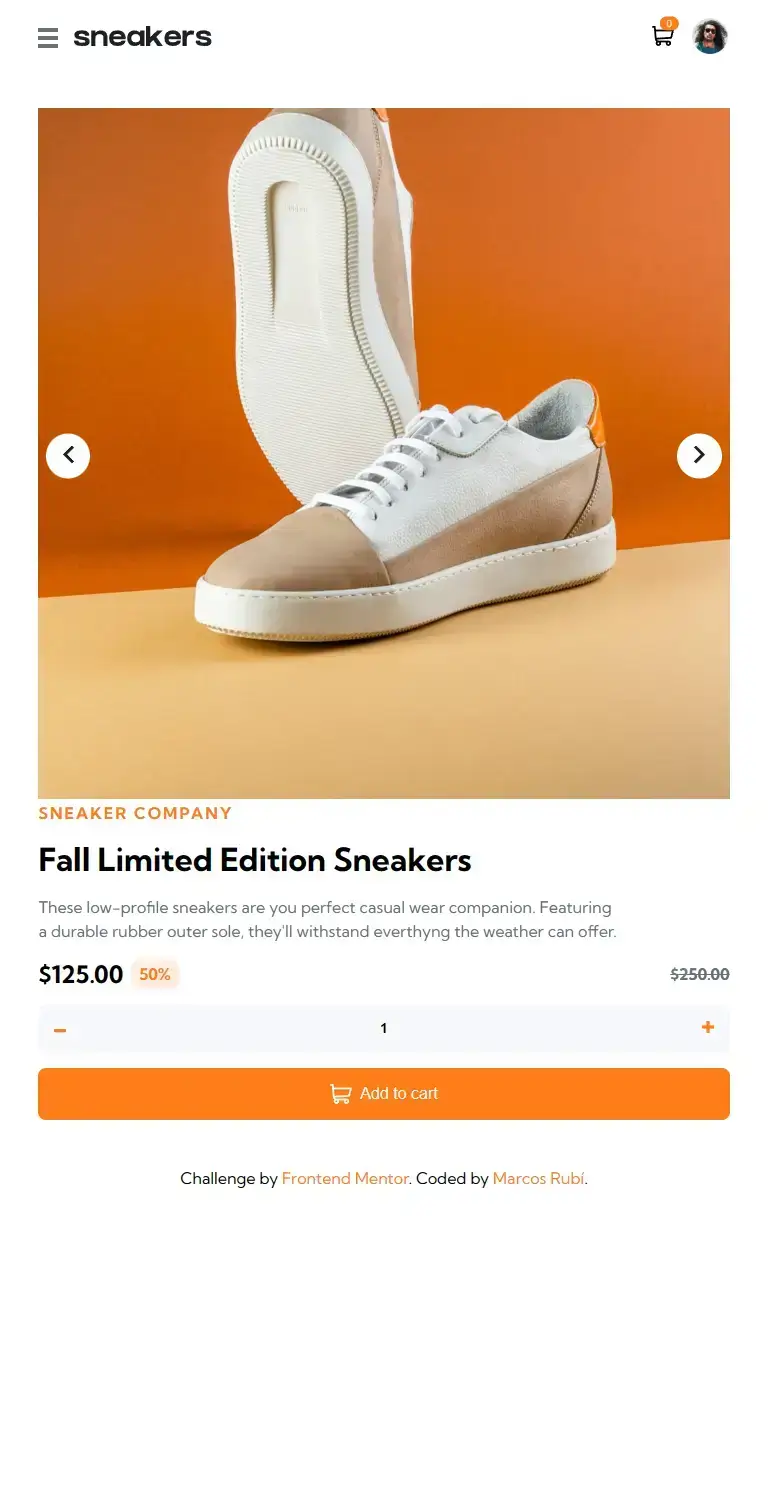 sneakers
0
SNEAKER COMPANY
Fall Limited Edition Sneakers
These low-profile sneakers are you perfect casual wear companion. Featuring
a durable rubber outer sole, they'll withstand everthyng the weather can offer.
$125.00 50% $250.00
1
Add to cart
Challenge by Frontend Mentor. Coded by Marcos Rubí.